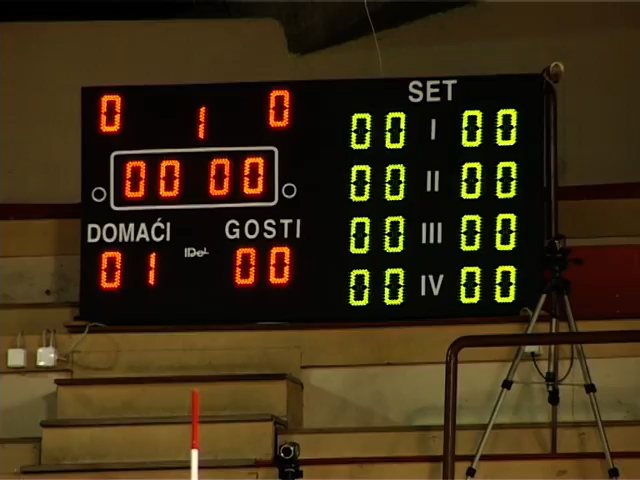 SET
0 1 0
00 I 00
00 00
00 II 00
DOMAĆI GOSTI
00 III 00
IDeL
01 00
00 IV 00